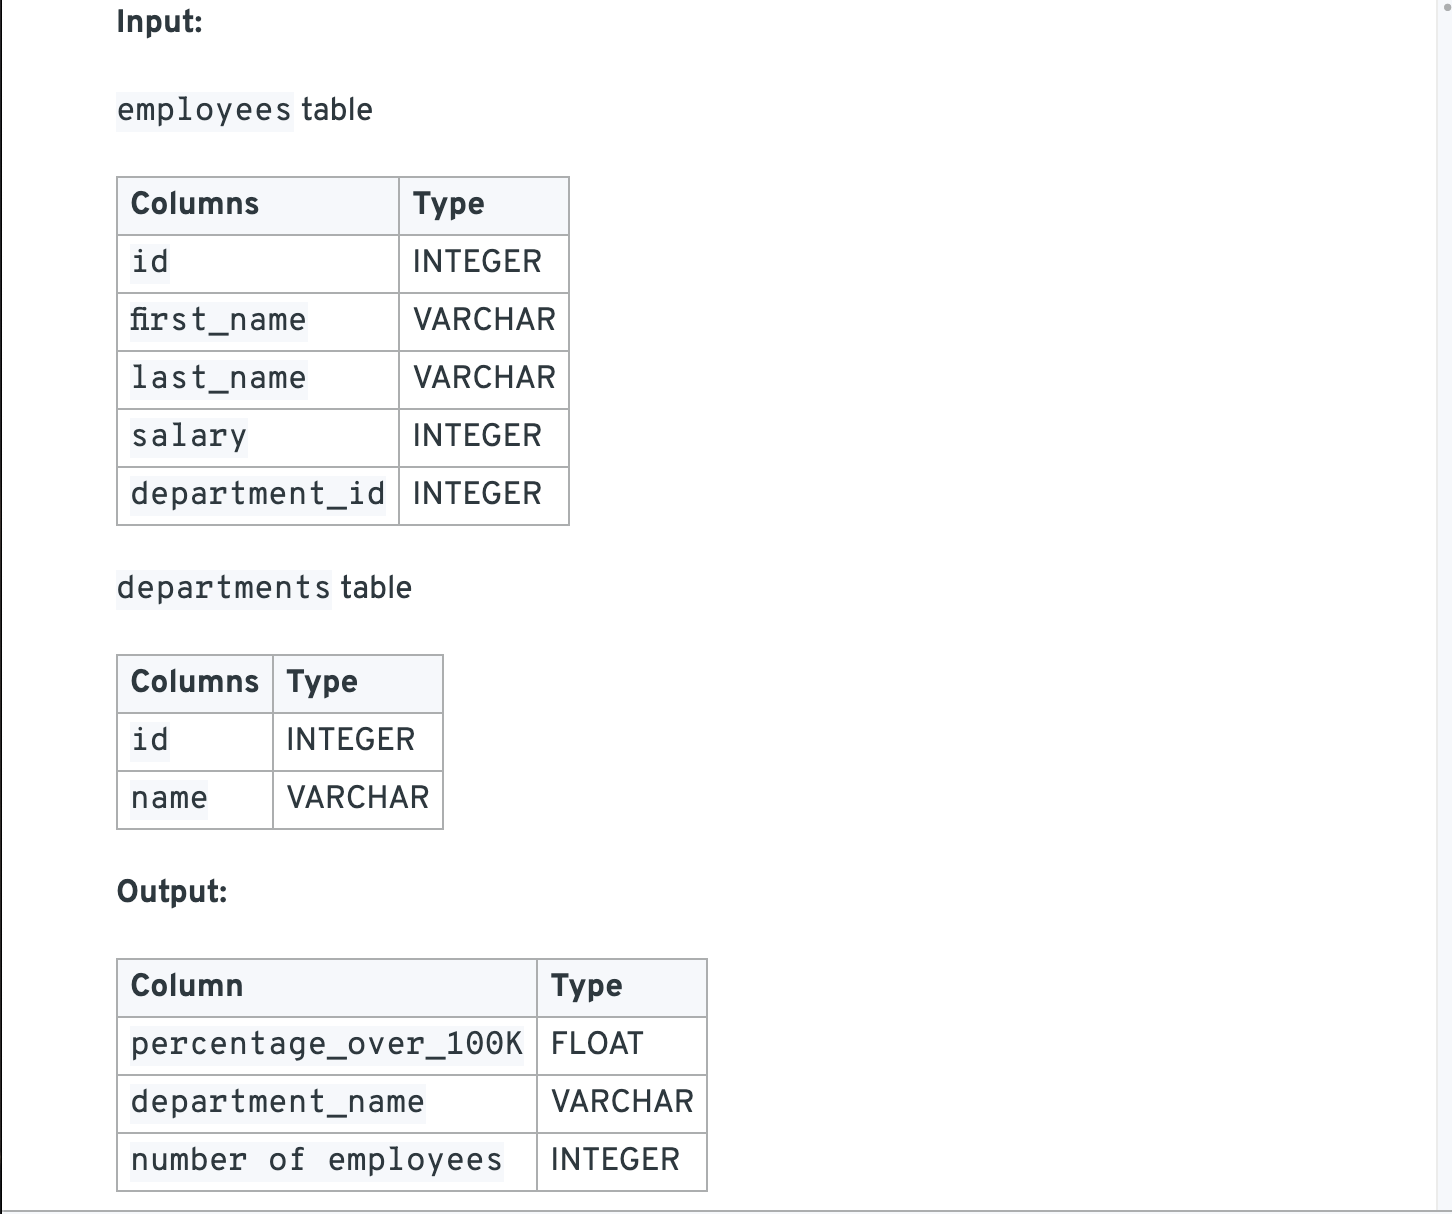 Input:
employees table
Columns Type
id INTEGER
first_name VARCHAR
last_name VARCHAR
salary INTEGER
department_id INTEGER
departments table
Columns Type
id INTEGER
name VARCHAR
Output:
Column Type
percentage_over_100K FLOAT
department_name VARCHAR
number of employees INTEGER